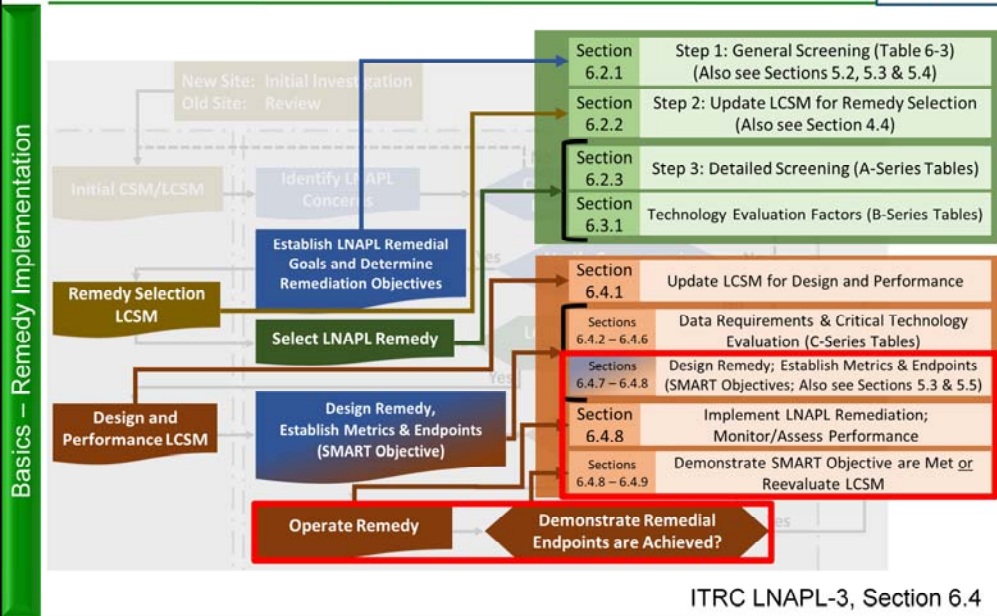 Basics – Remedy Implementation
New Site: Initial Investigation
Old Site: Review
Initial CSM/LCSM
Identify LNAPL
Concerns
Establish LNAPL Remedial
Goals and Determine
Remediation Objectives
Yes
Remedy Selection
LCSM
Select LNAPL Remedy
Yes
Design and
Performance LCSM
Design Remedy,
Establish Metrics & Endpoints
(SMART Objective)
Operate Remedy
Demonstrate Remedial
Endpoints are Achieved?
Yes
Section
6.2.1
Step 1: General Screening (Table 6-3)
(Also see Sections 5.2, 5.3 & 5.4)
Section
6.2.2
Step 2: Update LCSM for Remedy Selection
(Also see Section 4.4)
Section
6.2.3
Step 3: Detailed Screening (A-Series Tables)
Section
6.3.1
Technology Evaluation Factors (B-Series Tables)
Section
6.4.1
Update LCSM for Design and Performance
Sections
6.4.2 – 6.4.6
Data Requirements & Critical Technology
Evaluation (C-Series Tables)
Sections
6.4.7 – 6.4.8
Design Remedy; Establish Metrics & Endpoints
(SMART Objectives; Also see Sections 5.3 & 5.5)
Section
6.4.8
Implement LNAPL Remediation;
Monitor/Assess Performance
Sections
6.4.8 – 6.4.9
Demonstrate SMART Objective are Met or
Reevaluate LCSM
ITRC LNAPL-3, Section 6.4